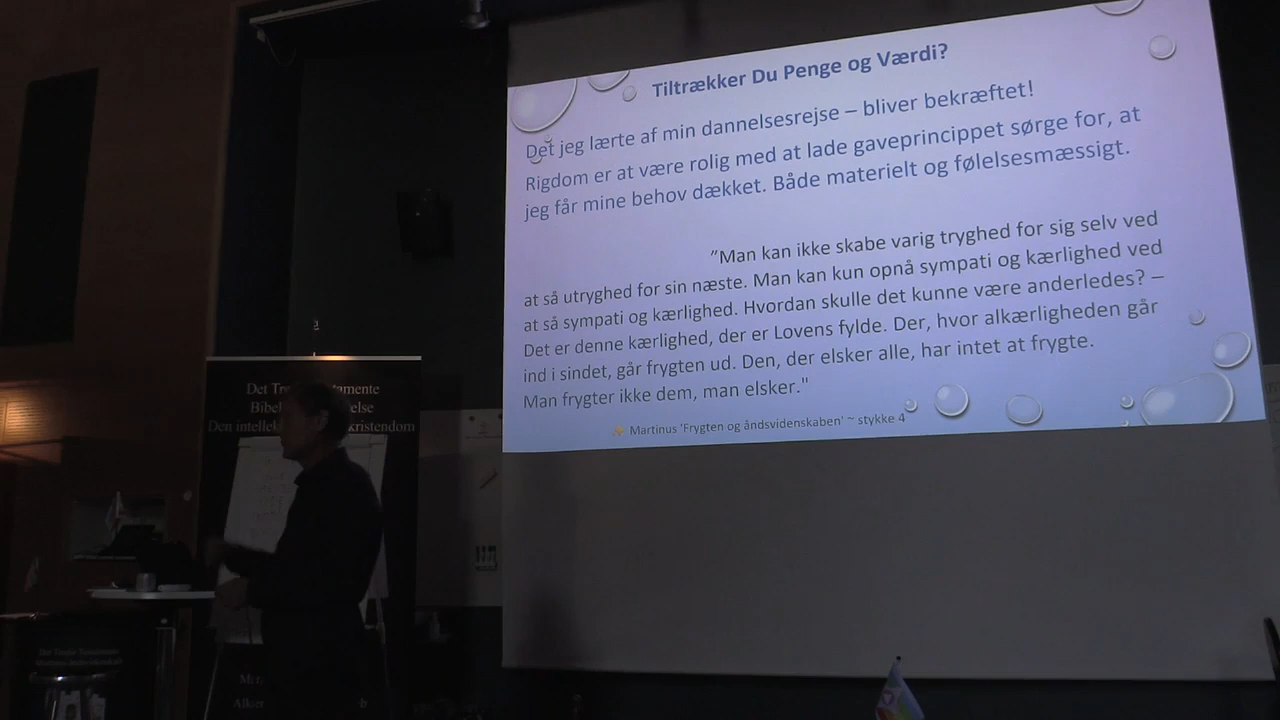 Tiltrækker Du Penge og Værdi?
Det jeg lærte af min dannelsesrejse – bliver bekræftet!
Rigdom er at være rolig med at lade gaveprincippet sørge for, at
jeg får mine behov dækket. Både materielt og følelsesmæssigt.
”Man kan ikke skabe varig tryghed for sig selv ved
at så utryghed for sin næste. Man kan kun opnå sympati og kærlighed ved
at så sympati og kærlighed. Hvordan skulle det kunne være anderledes? –
Det er denne kærlighed, der er Lovens fylde. Der, hvor alkærligheden går
ind i sindet, går frygten ud. Den, der elsker alle, har intet at frygte.
Man frygter ikke dem, man elsker."
Martinus 'Frygten og åndsvidenskaben' ~ stykke 4
Det
Den
Det Tredje Testamente